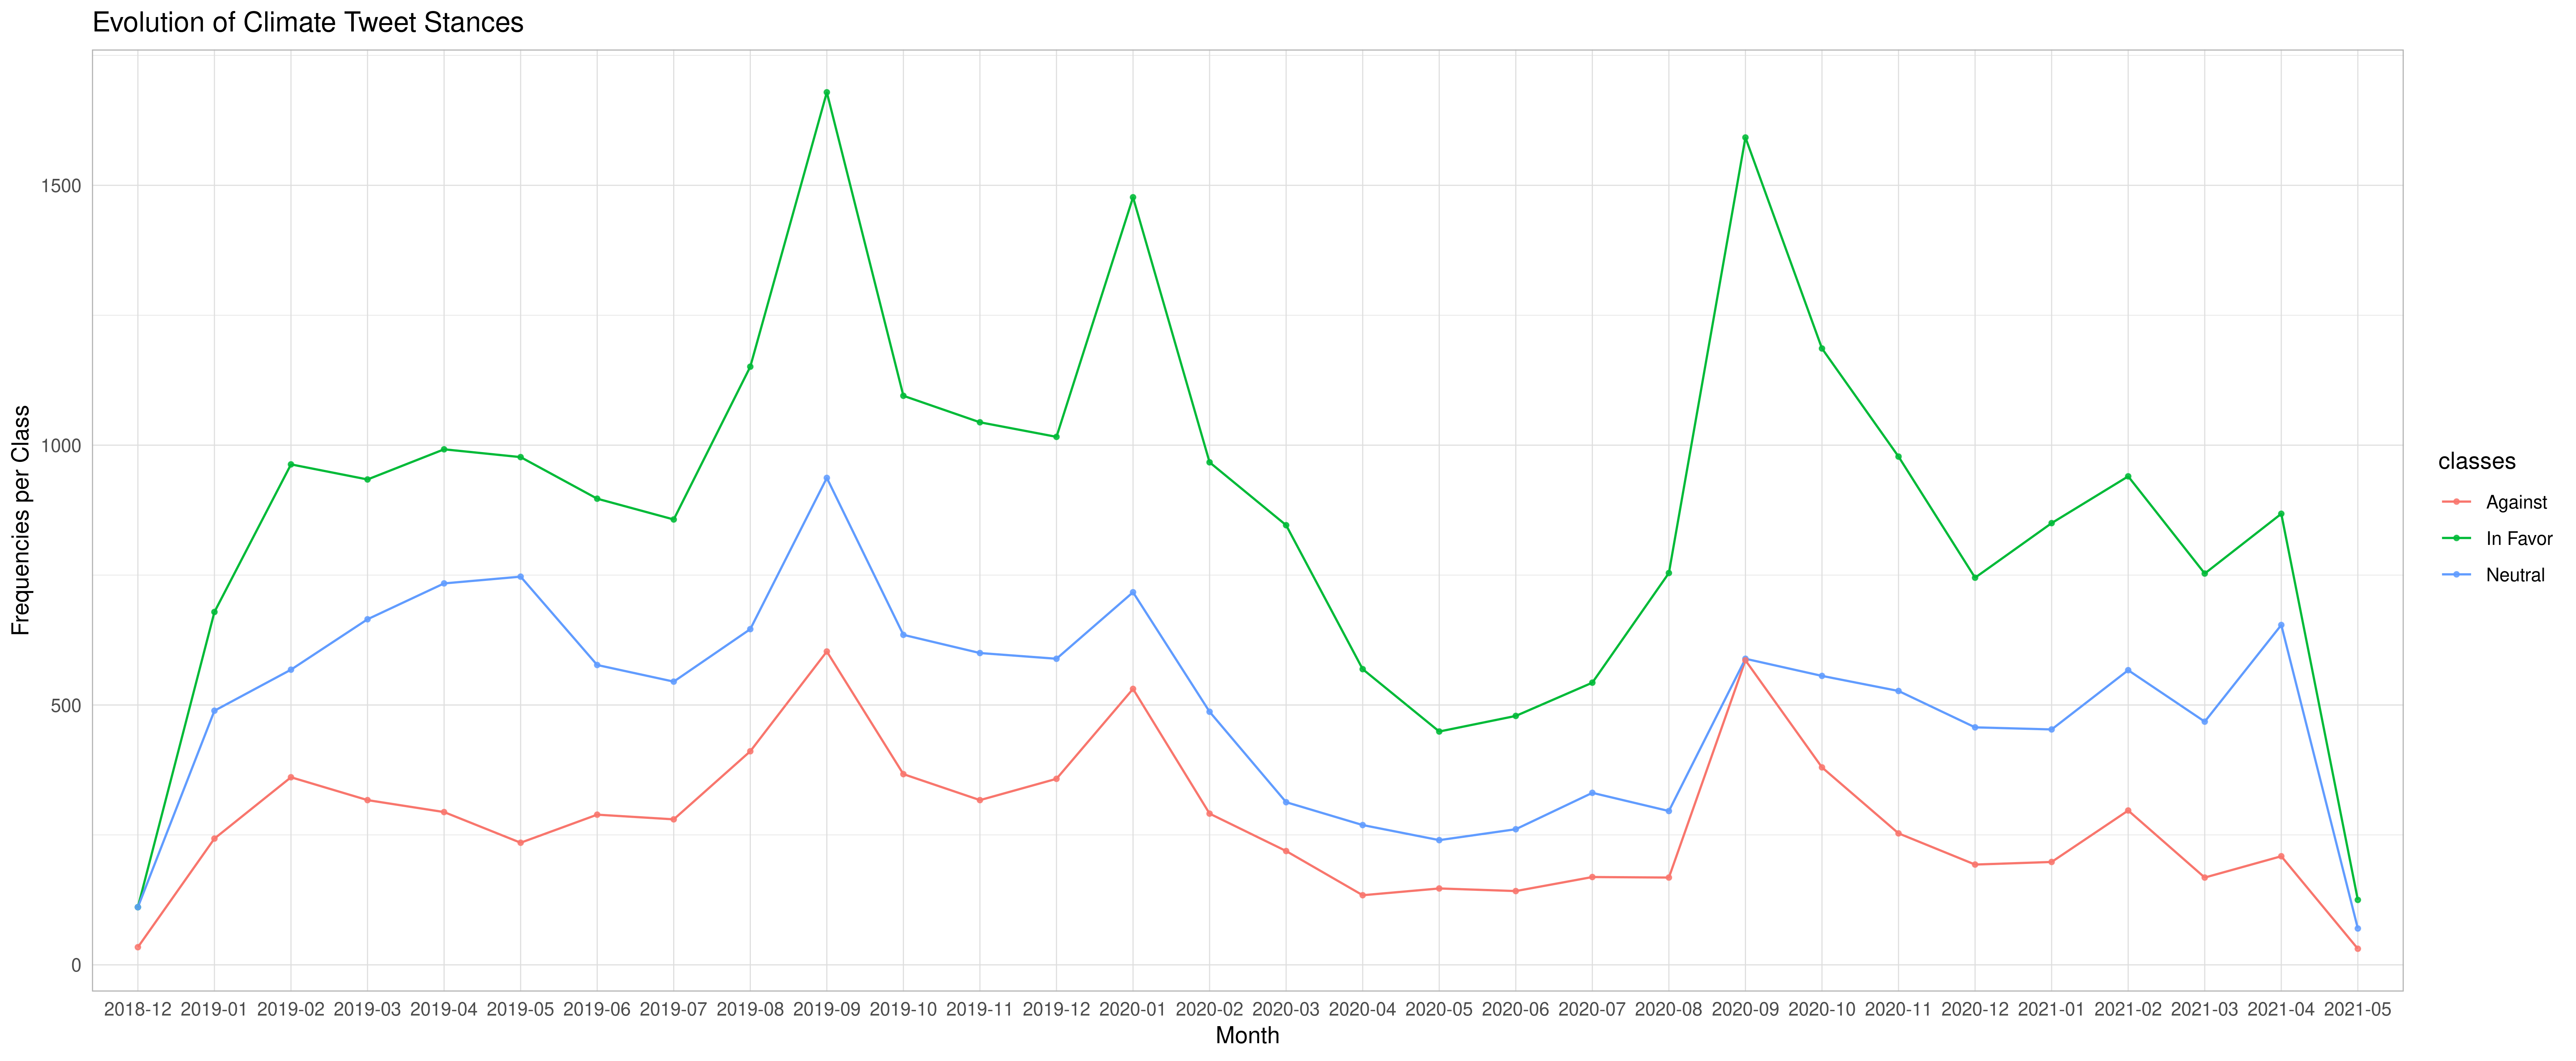 Evolution of Climate Tweet Stances
Frequencies per Class
1500
1000
500
0
2018-12 2019-01 2019-02 2019-03 2019-04 2019-05 2019-06 2019-07 2019-08 2019-09 2019-10 2019-11 2019-12 2020-01 2020-02 2020-03 2020-04 2020-05 2020-06 2020-07 2020-08 2020-09 2020-10 2020-11 2020-12 2021-01 2021-02 2021-03 2021-04 2021-05
Month
classes
Against
In Favor
Neutral